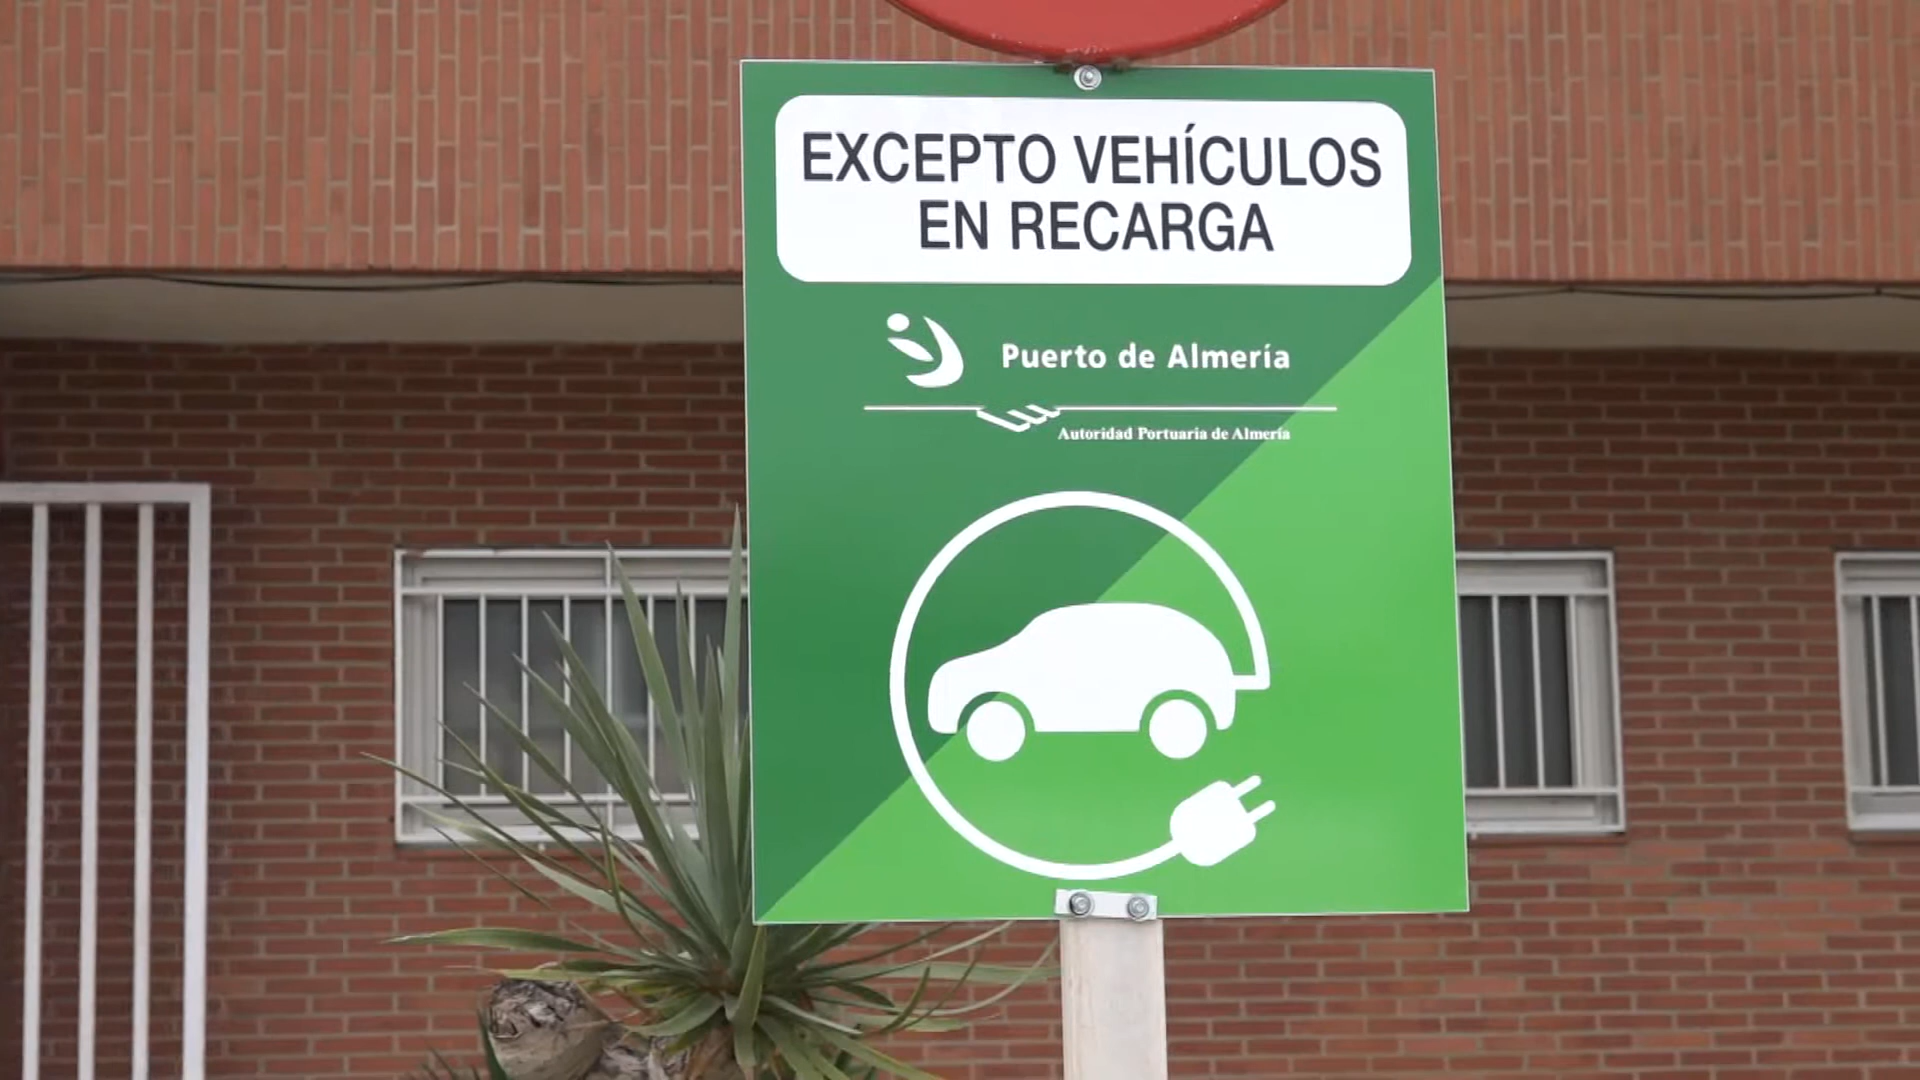 EXCEPTO VEHÍCULOS
EN RECARGA
Puerto de Almería
Autoridad Portuaria de Almería